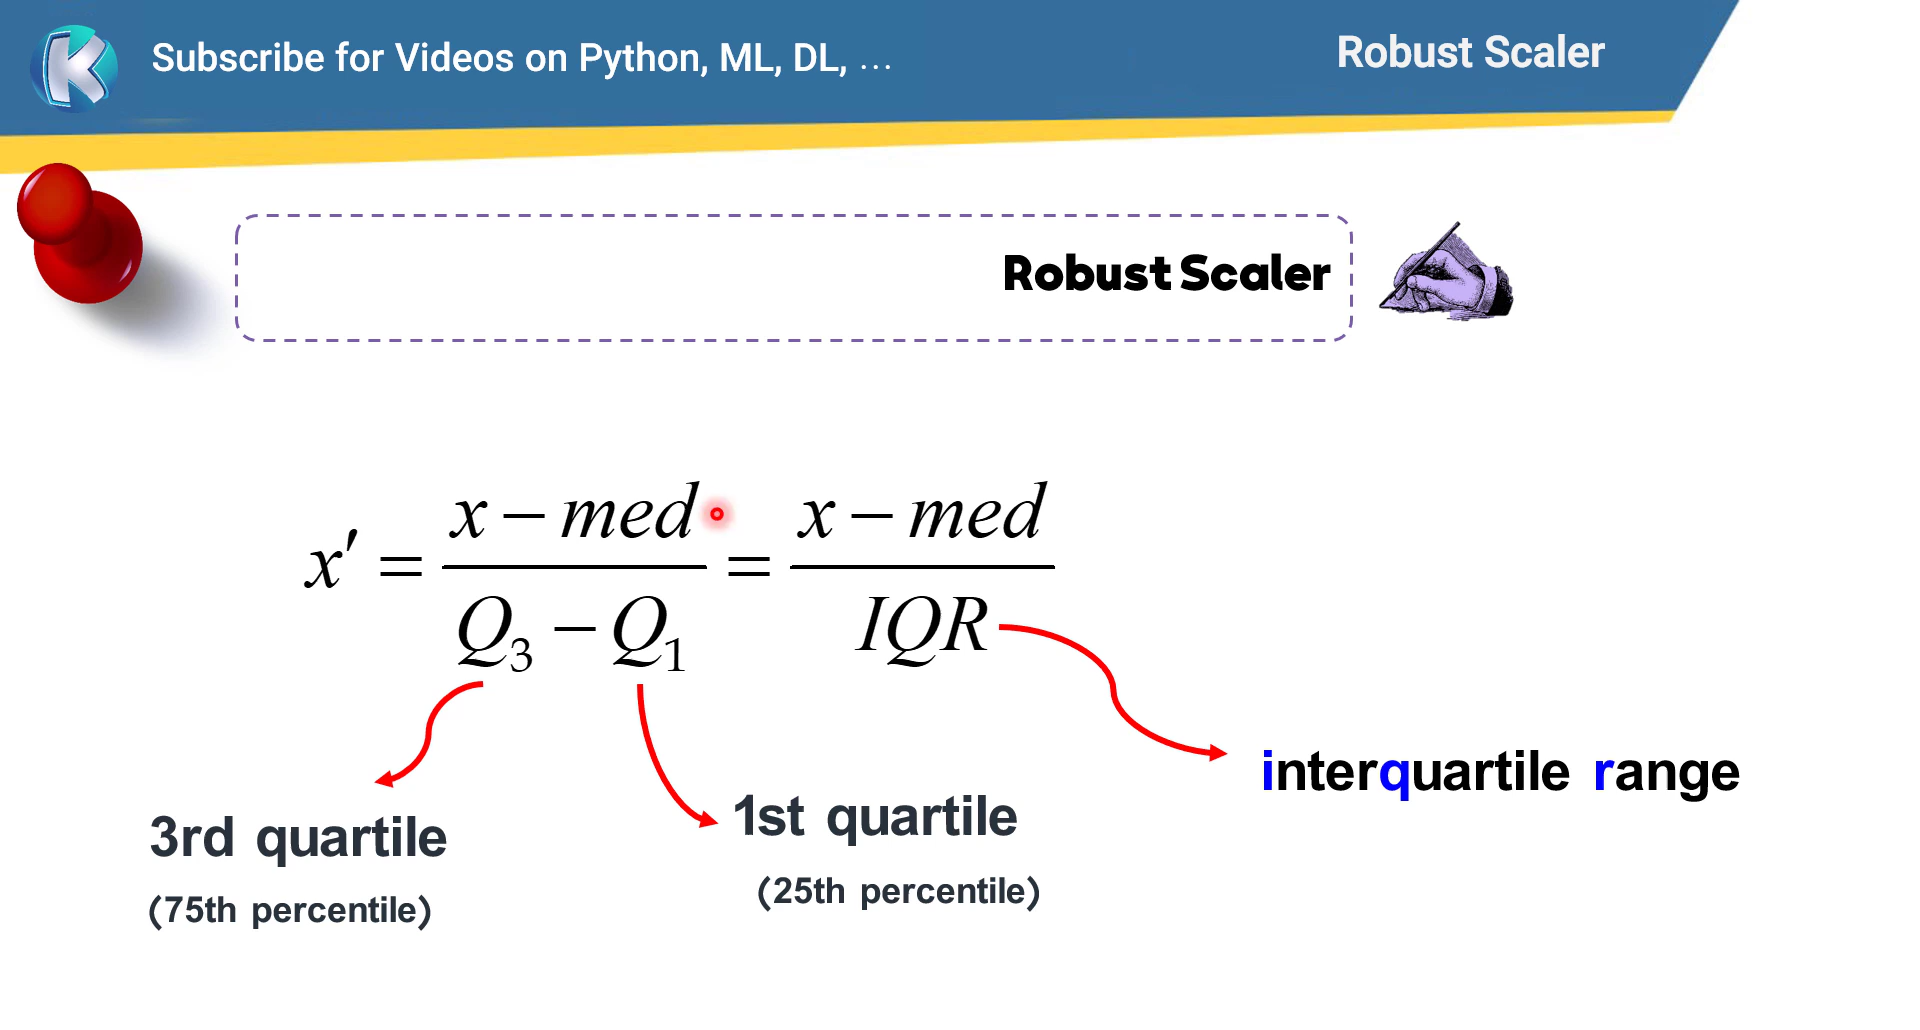 Subscribe for Videos on Python, ML, DL, ...
Robust Scaler
Robust Scaler
x′ = (x − med) / (Q₃ − Q₁) = (x − med) / IQR
interquartile range
3rd quartile
(75th percentile)
1st quartile
(25th percentile)